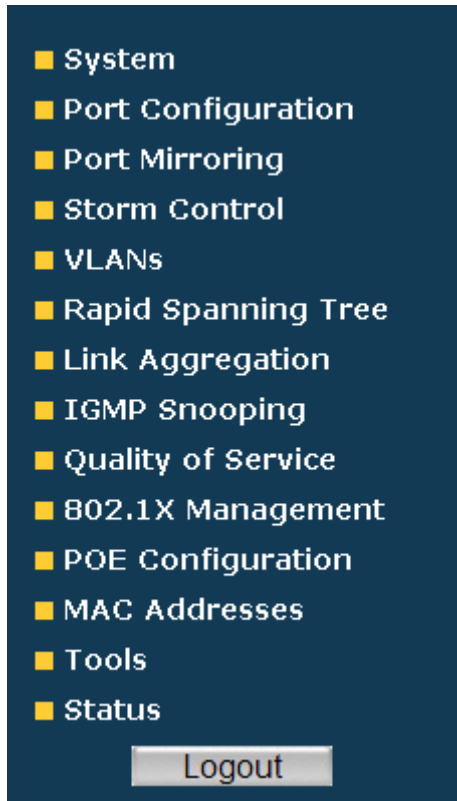 System
Port Configuration
Port Mirroring
Storm Control
VLANs
Rapid Spanning Tree
Link Aggregation
IGMP Snooping
Quality of Service
802.1X Management
POE Configuration
MAC Addresses
Tools
Status
Logout